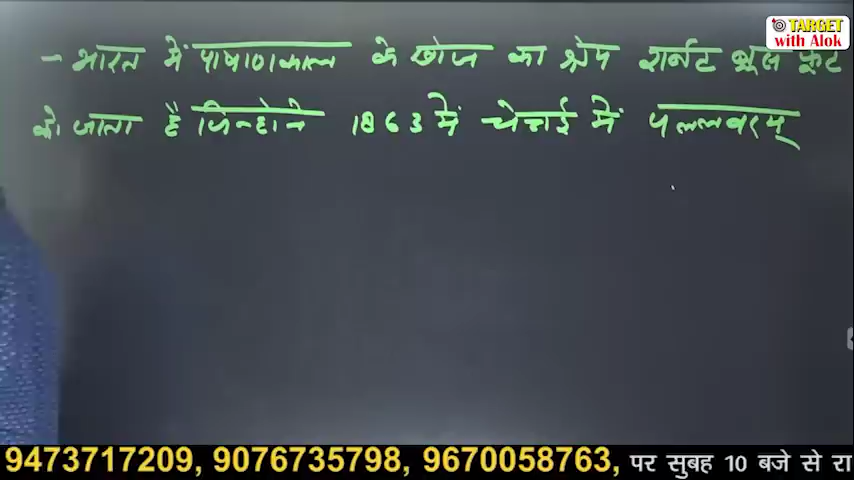 TARGET
with Alok
- भारत में पाषाणकाल के खोज का श्रेय रार्बट ब्रूस फूट
को जाता है जिन्होने 1863 में चेन्नई में पल्लवरम्
9473717209, 9076735798, 9670058763, पर सुबह 10 बजे से रा